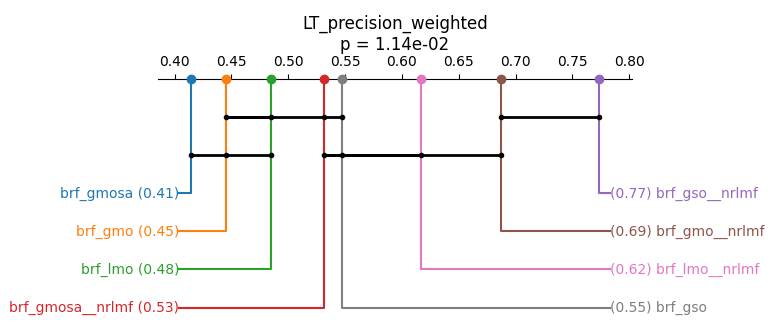 LT_precision_weighted
p = 1.14e-02
0.40 0.45 0.50 0.55 0.60 0.65 0.70 0.75 0.80
brf_gmosa (0.41) (0.77) brf_gso__nrlmf
brf_gmo (0.45) (0.69) brf_gmo__nrlmf
brf_lmo (0.48) (0.62) brf_lmo__nrlmf
brf_gmosa__nrlmf (0.53) (0.55) brf_gso